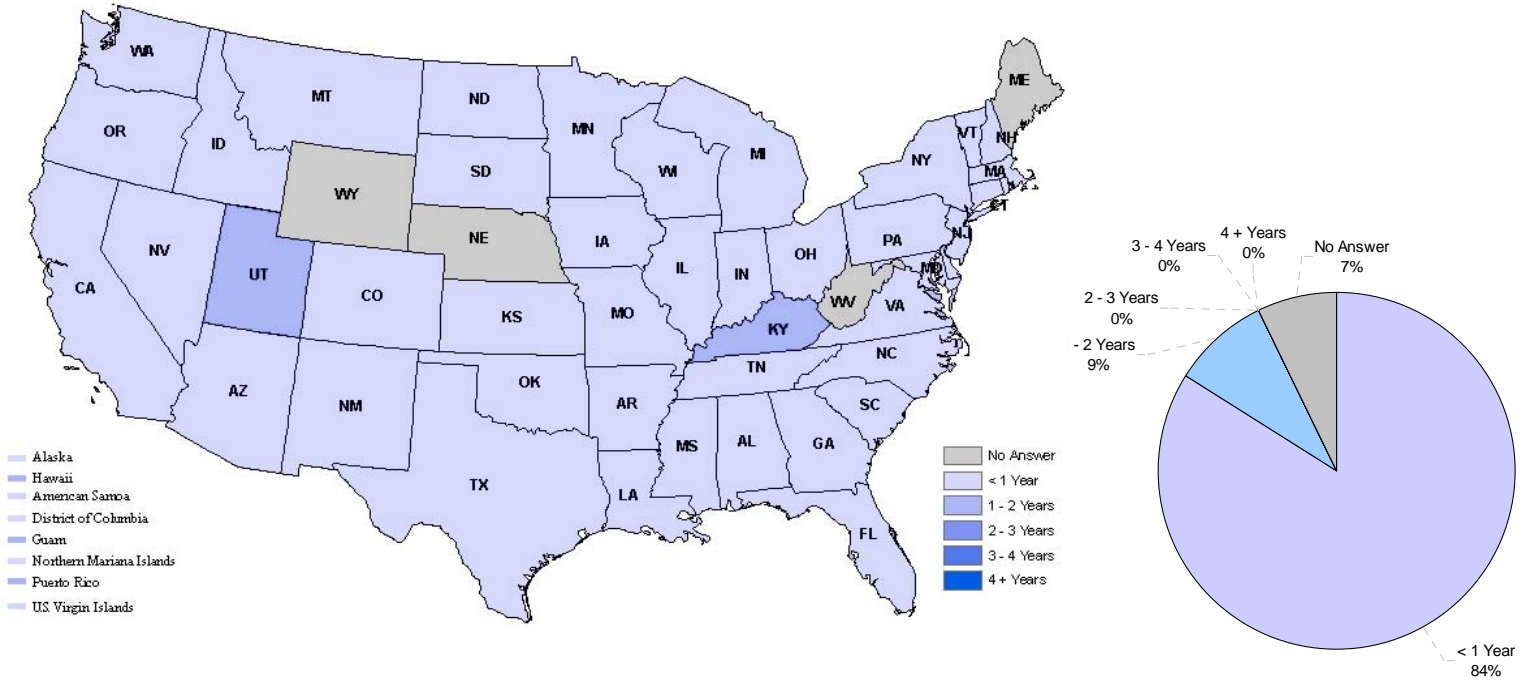 WA
MT
ND
MN
ME
OR
ID
SD
WI
MI
NY
VT
NH
MA
CT
WY
NE
IA
PA
NJ
NV
UT
CO
IL
IN
OH
MD
CA
KS
MO
WV
VA
KY
AZ
NM
OK
TN
NC
AR
SC
MS
AL
GA
TX
LA
FL
Alaska
Hawaii
American Samoa
District of Columbia
Guam
Northern Mariana Islands
Puerto Rico
U.S. Virgin Islands
No Answer
< 1 Year
1 - 2 Years
2 - 3 Years
3 - 4 Years
4 + Years
4 + Years
0%
3 - 4 Years
0%
No Answer
7%
2 - 3 Years
0%
- 2 Years
9%
< 1 Year
84%